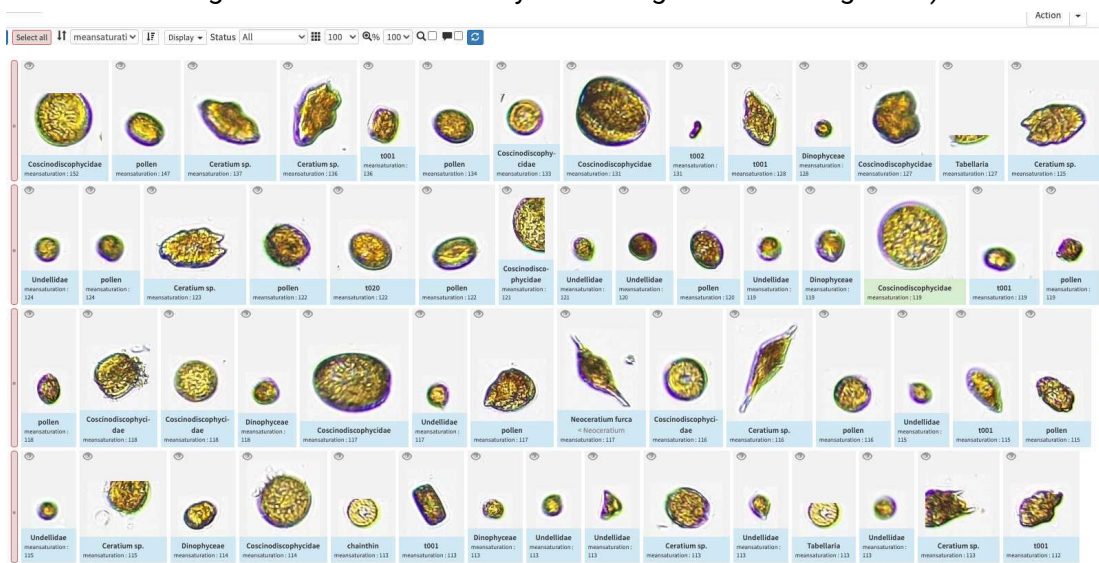 Action
Select all meansaturati Display Status All 100 % 100
Coscinodiscophycidae
meansaturation : 152
pollen
meansaturation : 147
Ceratium sp.
meansaturation : 137
Ceratium sp.
meansaturation : 136
t001
meansaturation :
136
pollen
meansaturation : 134
Coscinodiscophy-
cidae
meansaturation : 133
Coscinodiscophycidae
meansaturation : 131
t002
meansaturation :
131
t001
meansaturation : 128
Dinophyceae
meansaturation :
128
Coscinodiscophycidae
meansaturation : 127
Tabellaria
meansaturation : 127
Ceratium sp.
meansaturation : 125
Undellidae
meansaturation :
124
pollen
meansaturation :
124
Ceratium sp.
meansaturation : 123
pollen
meansaturation : 122
t020
meansaturation : 122
pollen
meansaturation : 122
Coscinodisco-
phycidae
meansaturation :
121
Undellidae
meansaturation :
121
Undellidae
meansaturation :
120
pollen
meansaturation : 120
Undellidae
meansaturation :
119
Dinophyceae
meansaturation :
119
Coscinodiscophycidae
meansaturation : 119
t001
meansaturation : 119
pollen
meansaturation :
119
pollen
meansaturation :
118
Coscinodiscophyci-
dae
meansaturation : 118
Coscinodiscophyci-
dae
meansaturation : 118
Dinophyceae
meansaturation :
118
Coscinodiscophycidae
meansaturation : 117
Undellidae
meansaturation :
117
pollen
meansaturation : 117
Neoceratium furca
< Neoceratium
meansaturation : 117
Coscinodiscophyci-
dae
meansaturation : 116
Ceratium sp.
meansaturation : 116
pollen
meansaturation : 116
Undellidae
meansaturation :
115
t001
meansaturation : 115
pollen
meansaturation : 115
Undellidae
meansaturation :
115
Ceratium sp.
meansaturation : 115
Dinophyceae
meansaturation : 114
Coscinodiscophycidae
meansaturation : 114
chainthin
meansaturation : 113
t001
meansaturation : 113
Dinophyceae
meansaturation :
113
Undellidae
meansaturation :
113
Undellidae
meansaturation :
113
Ceratium sp.
meansaturation : 113
Undellidae
meansaturation :
113
Tabellaria
meansaturation : 113
Undellidae
meansaturation :
113
Ceratium sp.
meansaturation : 113
t001
meansaturation : 112